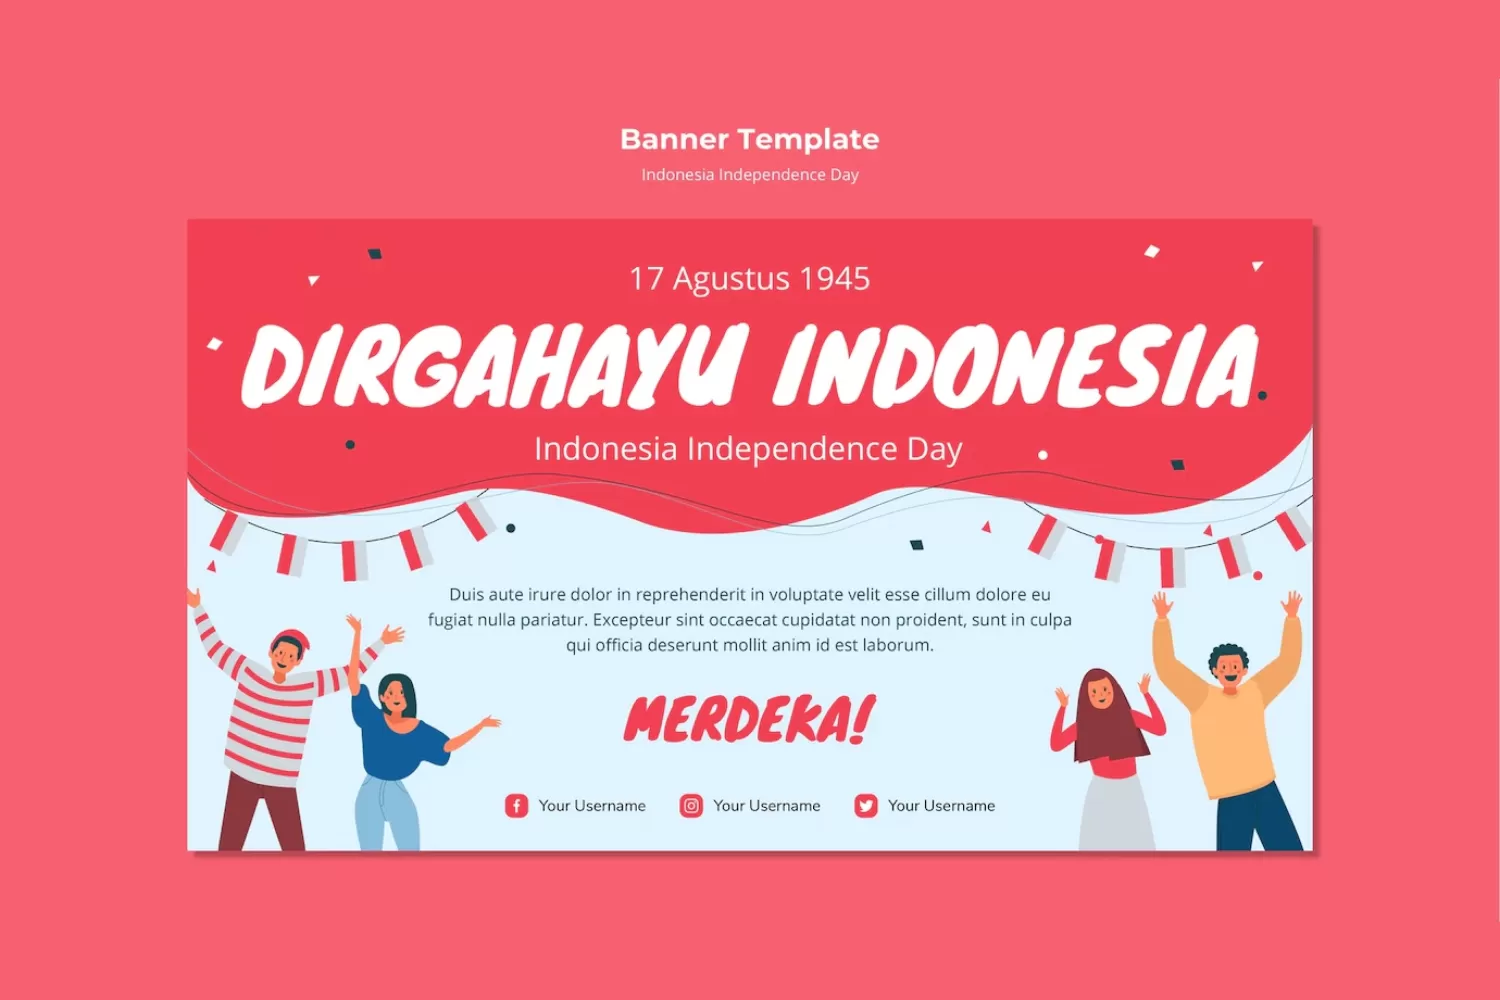 Banner Template
Indonesia Independence Day
17 Agustus 1945
DIRGAHAYU INDONESIA
Indonesia Independence Day
Duis aute irure dolor in reprehenderit in voluptate velit esse cillum dolore eu
fugiat nulla pariatur. Excepteur sint occaecat cupidatat non proident, sunt in culpa
qui officia deserunt mollit anim id est laborum.
MERDEKA!
Your Username Your Username Your Username